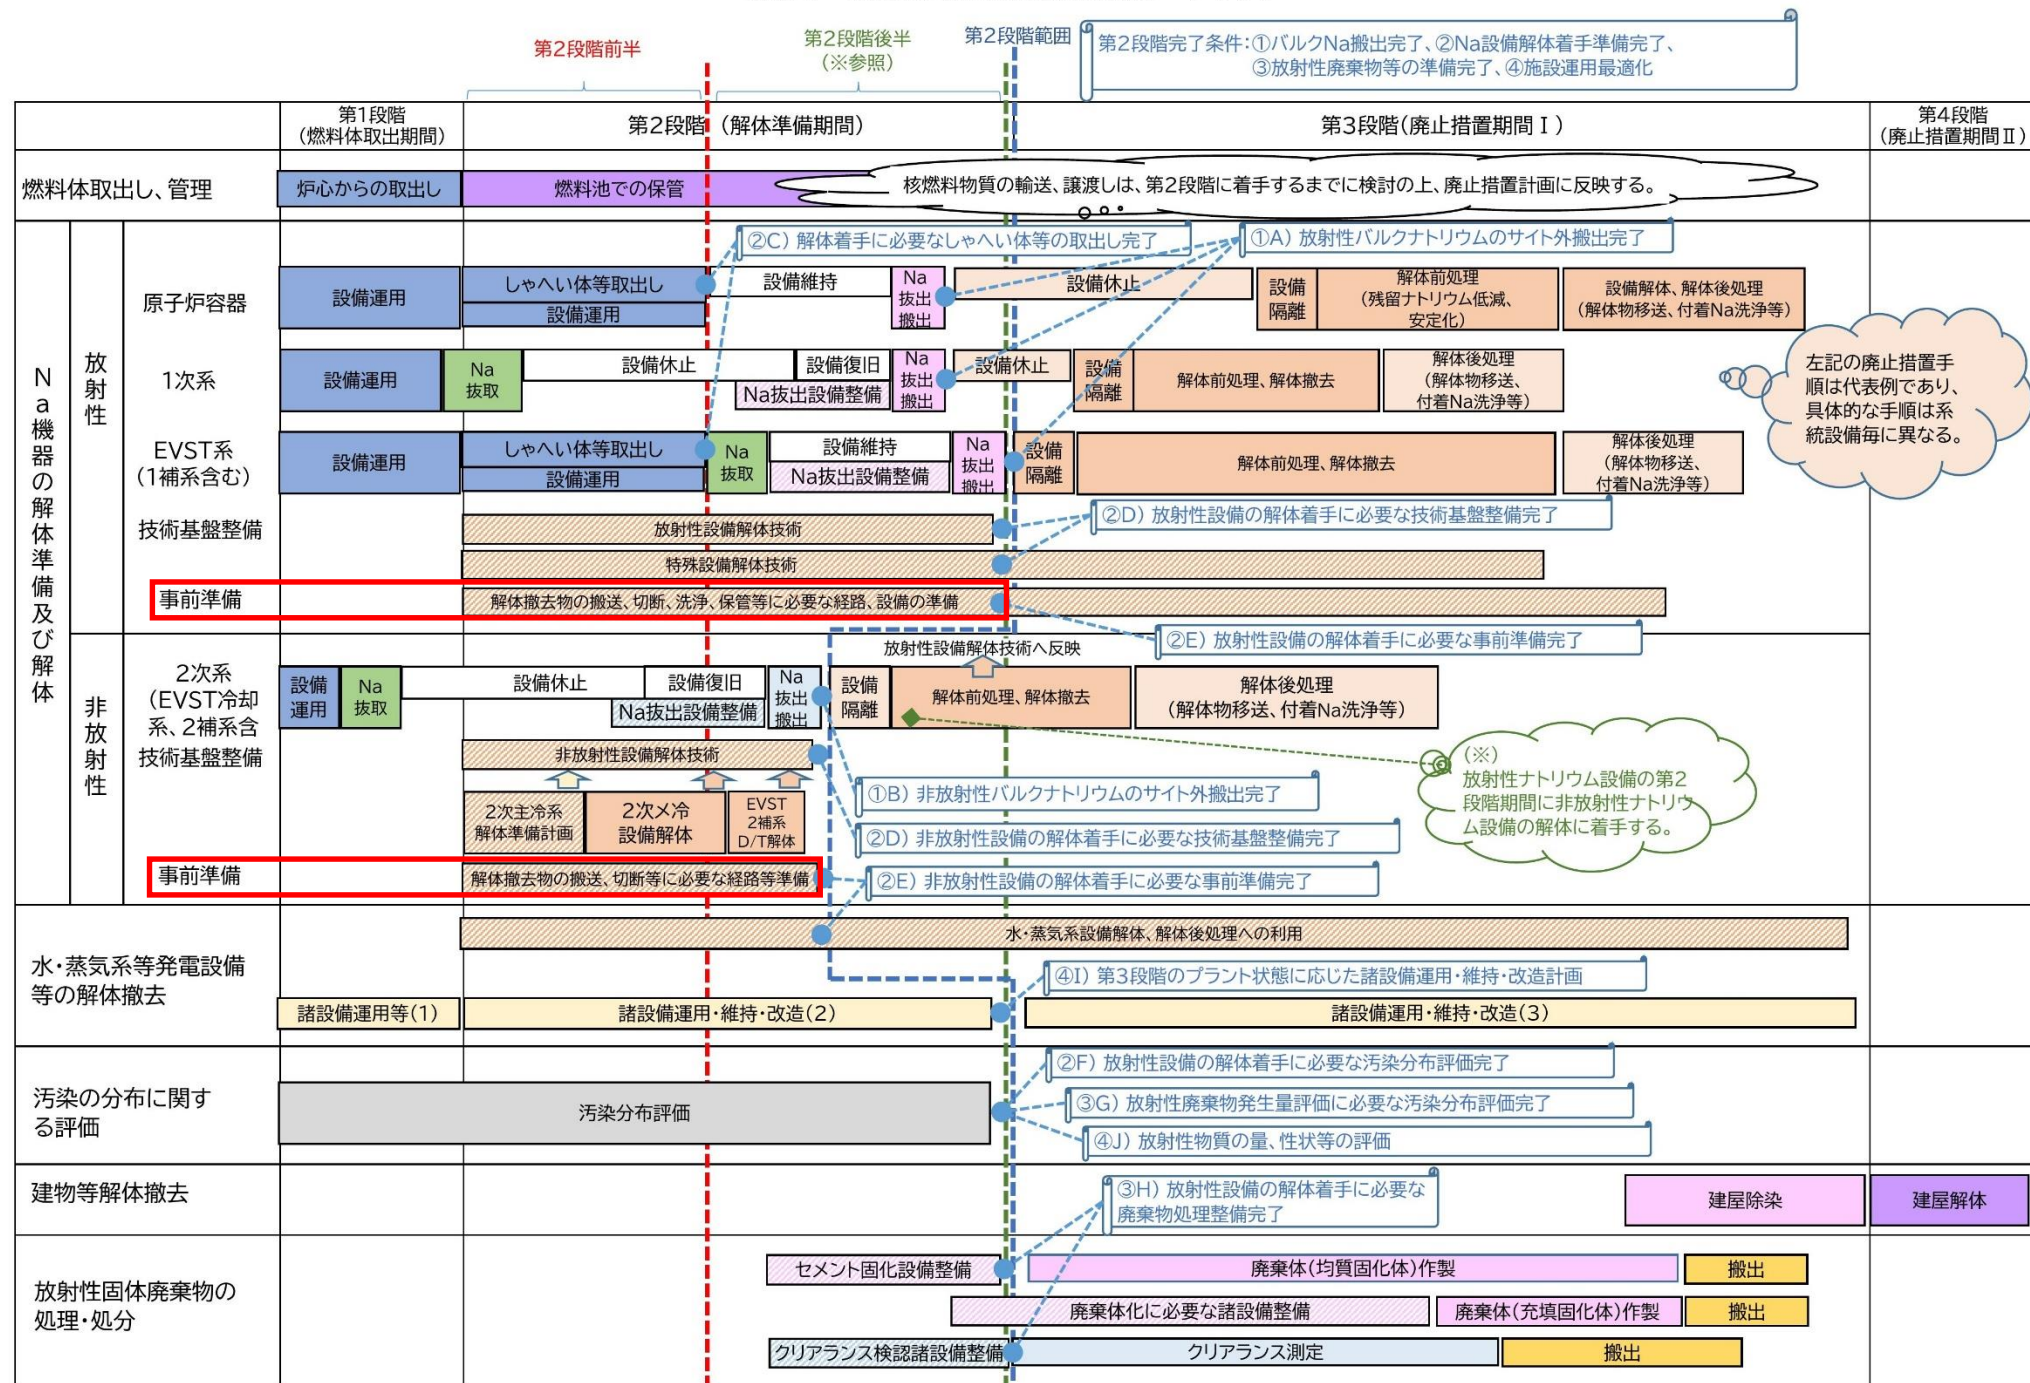 第2段階前半
第2段階後半
(※参照)
第2段階範囲
第2段階完了条件:①バルクNa搬出完了、②Na設備解体着手準備完了、
③放射性廃棄物等の準備完了、④施設運用最適化
第1段階
(燃料体取出期間)
第2段階 (解体準備期間)
第3段階(廃止措置期間Ⅰ)
第4段階
(廃止措置期間Ⅱ)
燃料体取出し、管理
炉心からの取出し
燃料池での保管
核燃料物質の輸送、譲渡しは、第2段階に着手するまでに検討の上、廃止措置計画に反映する。
Na機器の解体準備及び解体
放射性
②C) 解体着手に必要なしゃへい体等の取出し完了
①A) 放射性バルクナトリウムのサイト外搬出完了
原子炉容器
設備運用
しゃへい体等取出し
設備運用
設備維持
Na
抜出
搬出
設備休止
設備
隔離
解体前処理
(残留ナトリウム低減、
安定化)
設備解体、解体後処理
(解体物移送、付着Na洗浄等)
1次系
設備運用
Na
抜取
設備休止
設備復旧
Na抜出設備整備
Na
抜出
搬出
設備休止
設備
隔離
解体前処理、解体撤去
解体後処理
(解体物移送、
付着Na洗浄等)
左記の廃止措置手
順は代表例であり、
具体的な手順は系
統設備毎に異なる。
EVST系
(1補系含む)
設備運用
しゃへい体等取出し
設備運用
Na
抜取
設備維持
Na抜出設備整備
Na
抜出
搬出
設備
隔離
解体前処理、解体撤去
解体後処理
(解体物移送、
付着Na洗浄等)
技術基盤整備
放射性設備解体技術
②D) 放射性設備の解体着手に必要な技術基盤整備完了
特殊設備解体技術
事前準備
解体撤去物の搬送、切断、洗浄、保管等に必要な経路、設備の準備
②E) 放射性設備の解体着手に必要な事前準備完了
非放射性
放射性設備解体技術へ反映
2次系
(EVST冷却
系、2補系含
設備
運用
Na
抜取
設備休止
設備復旧
Na抜出設備整備
Na
抜出
搬出
設備
隔離
解体前処理、解体撤去
解体後処理
(解体物移送、付着Na洗浄等)
技術基盤整備
非放射性設備解体技術
2次主冷系
解体準備計画
2次メ冷
設備解体
EVST
2補系
D/T解体
①B) 非放射性バルクナトリウムのサイト外搬出完了
②D) 非放射性設備の解体着手に必要な技術基盤整備完了
(※)
放射性ナトリウム設備の第2
段階期間に非放射性ナトリウ
ム設備の解体に着手する。
事前準備
解体撤去物の搬送、切断等に必要な経路等準備
②E) 非放射性設備の解体着手に必要な事前準備完了
水・蒸気系等発電設備
等の解体撤去
水・蒸気系設備解体、解体後処理への利用
④I) 第3段階のプラント状態に応じた諸設備運用・維持・改造計画
諸設備運用等(1)
諸設備運用・維持・改造(2)
諸設備運用・維持・改造(3)
汚染の分布に関す
る評価
汚染分布評価
②F) 放射性設備の解体着手に必要な汚染分布評価完了
③G) 放射性廃棄物発生量評価に必要な汚染分布評価完了
④J) 放射性物質の量、性状等の評価
建物等解体撤去
③H) 放射性設備の解体着手に必要な
廃棄物処理整備完了
建屋除染
建屋解体
放射性固体廃棄物の
処理・処分
セメント固化設備整備
廃棄体(均質固化体)作製
搬出
廃棄体化に必要な諸設備整備
廃棄体(充填固化体)作製
搬出
クリアランス検認諸設備整備
クリアランス測定
搬出